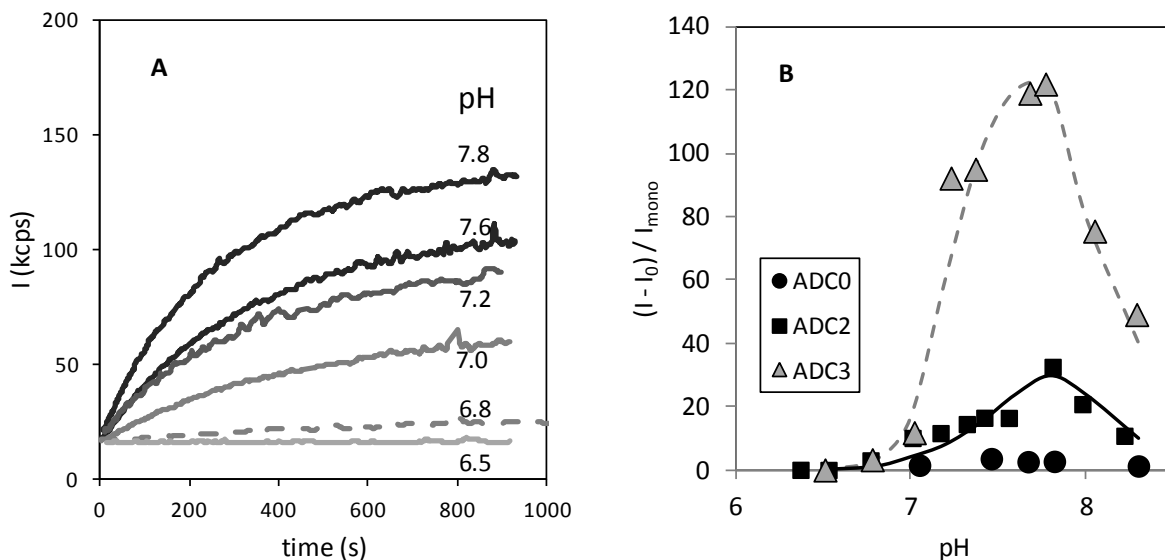 A
pH
7.8
7.6
7.2
7.0
6.8
6.5
200
150
100
50
0
0 200 400 600 800 1000
I (kcps)
time (s)
B
140
120
100
80
60
40
20
0
6 7 8
(I - I0) / Imono
pH
ADC0
ADC2
ADC3